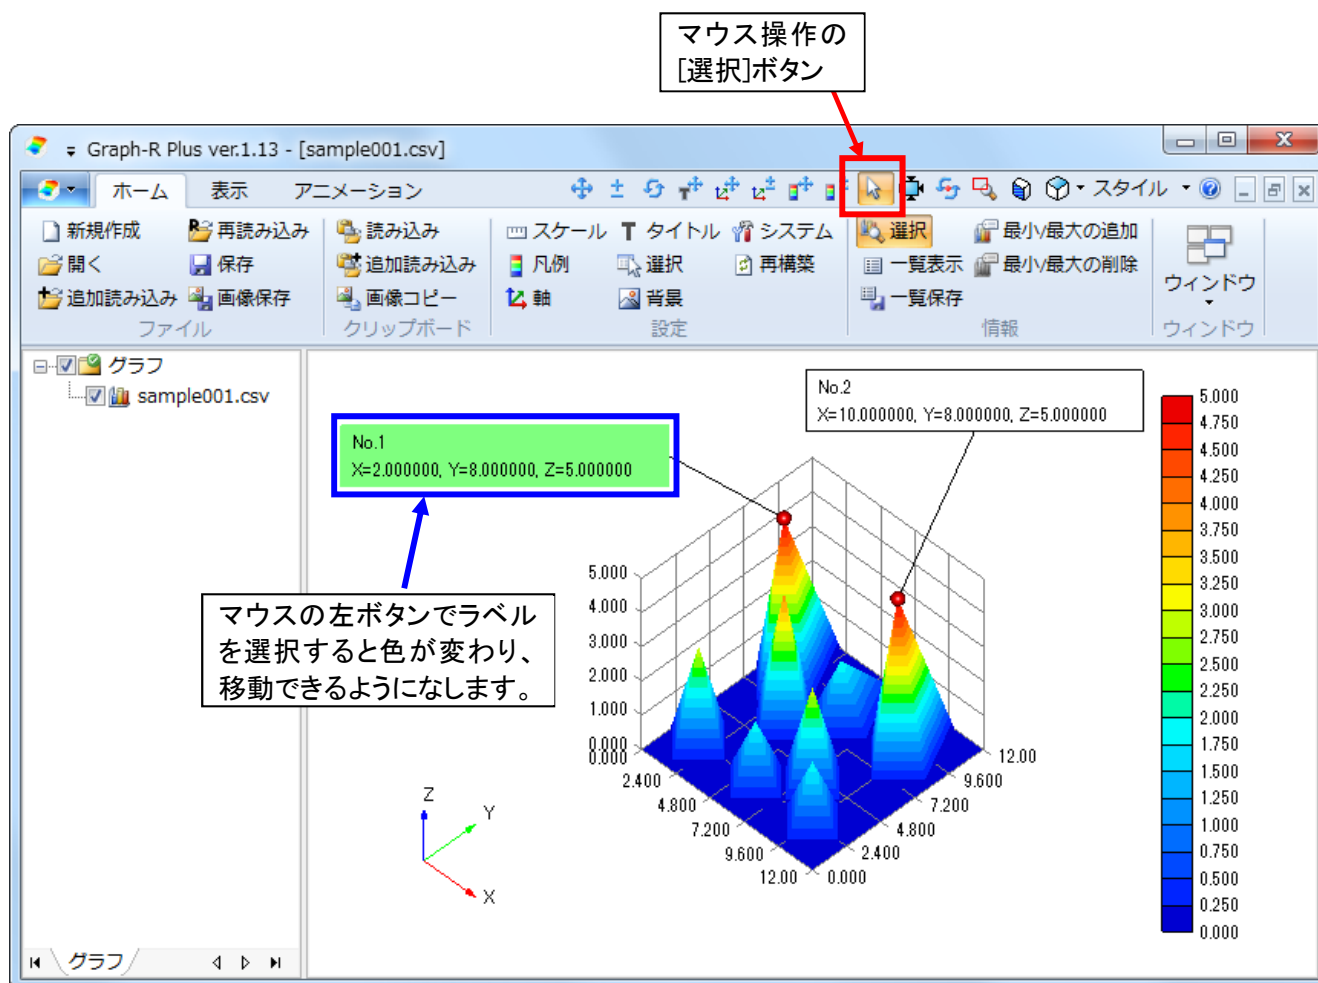 マウス操作の
[選択]ボタン
Graph-R Plus ver.1.13 - [sample001.csv]
ホーム 表示 アニメーション スタイル
新規作成 再読み込み 読み込み スケール タイトル システム 選択 最小/最大の追加
開く 保存 追加読み込み 凡例 選択 再構築 一覧表示 最小/最大の削除
追加読み込み 画像保存 画像コピー 軸 背景 一覧保存
ウィンドウ
ファイル クリップボード 設定 情報 ウィンドウ
グラフ
sample001.csv
No.1
X=2.000000, Y=8.000000, Z=5.000000
No.2
X=10.000000, Y=8.000000, Z=5.000000
マウスの左ボタンでラベル
を選択すると色が変わり、
移動できるようになします。
5.000
4.000
3.000
2.000
1.000
0.000
0.000
2.400
4.800
7.200
9.600
12.00
0.000
2.400
4.800
7.200
9.600
12.00
Z
Y
X
5.000
4.750
4.500
4.250
4.000
3.750
3.500
3.250
3.000
2.750
2.500
2.250
2.000
1.750
1.500
1.250
1.000
0.750
0.500
0.250
0.000
グラフ